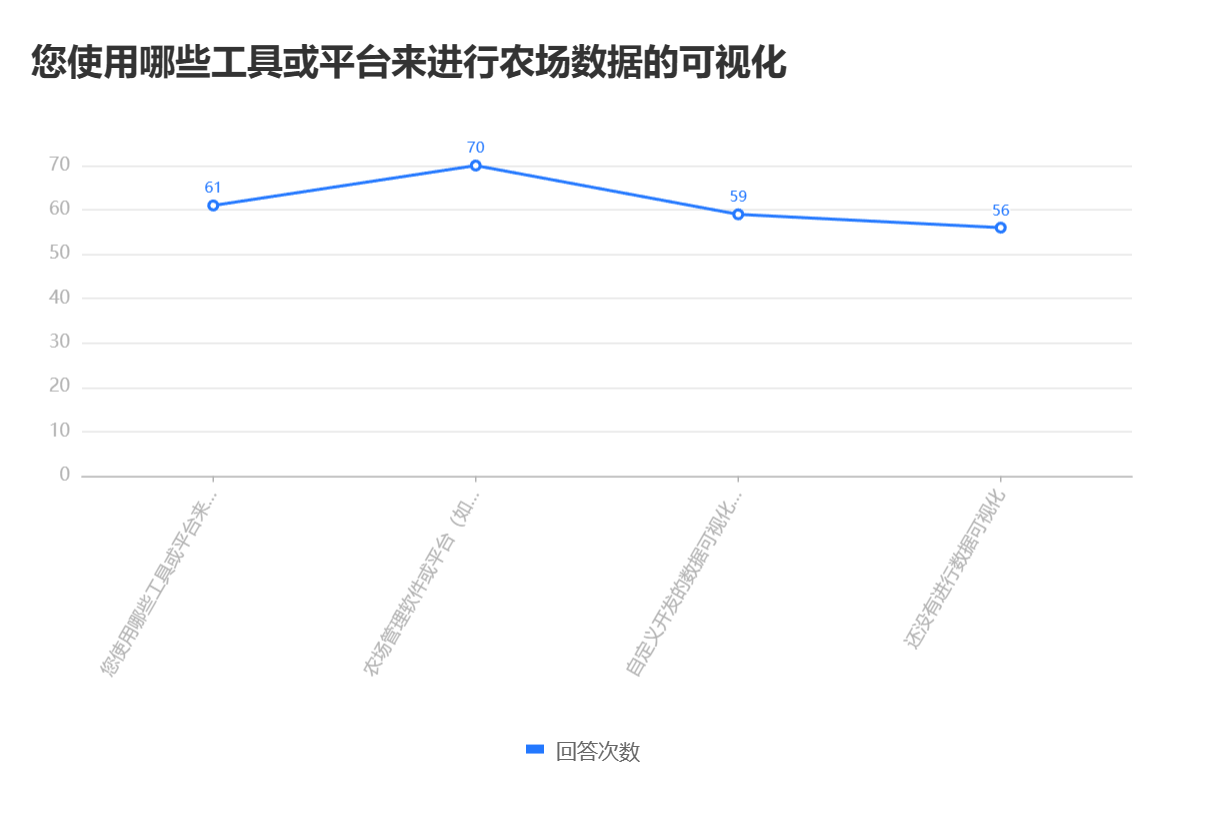 您使用哪些工具或平台来进行农场数据的可视化
70
60
50
40
30
20
10
0
61
70
59
56
您使用哪些工具或平台来...
农场管理软件或平台（如...
自定义开发的数据可视化...
还没有进行数据可视化
回答次数